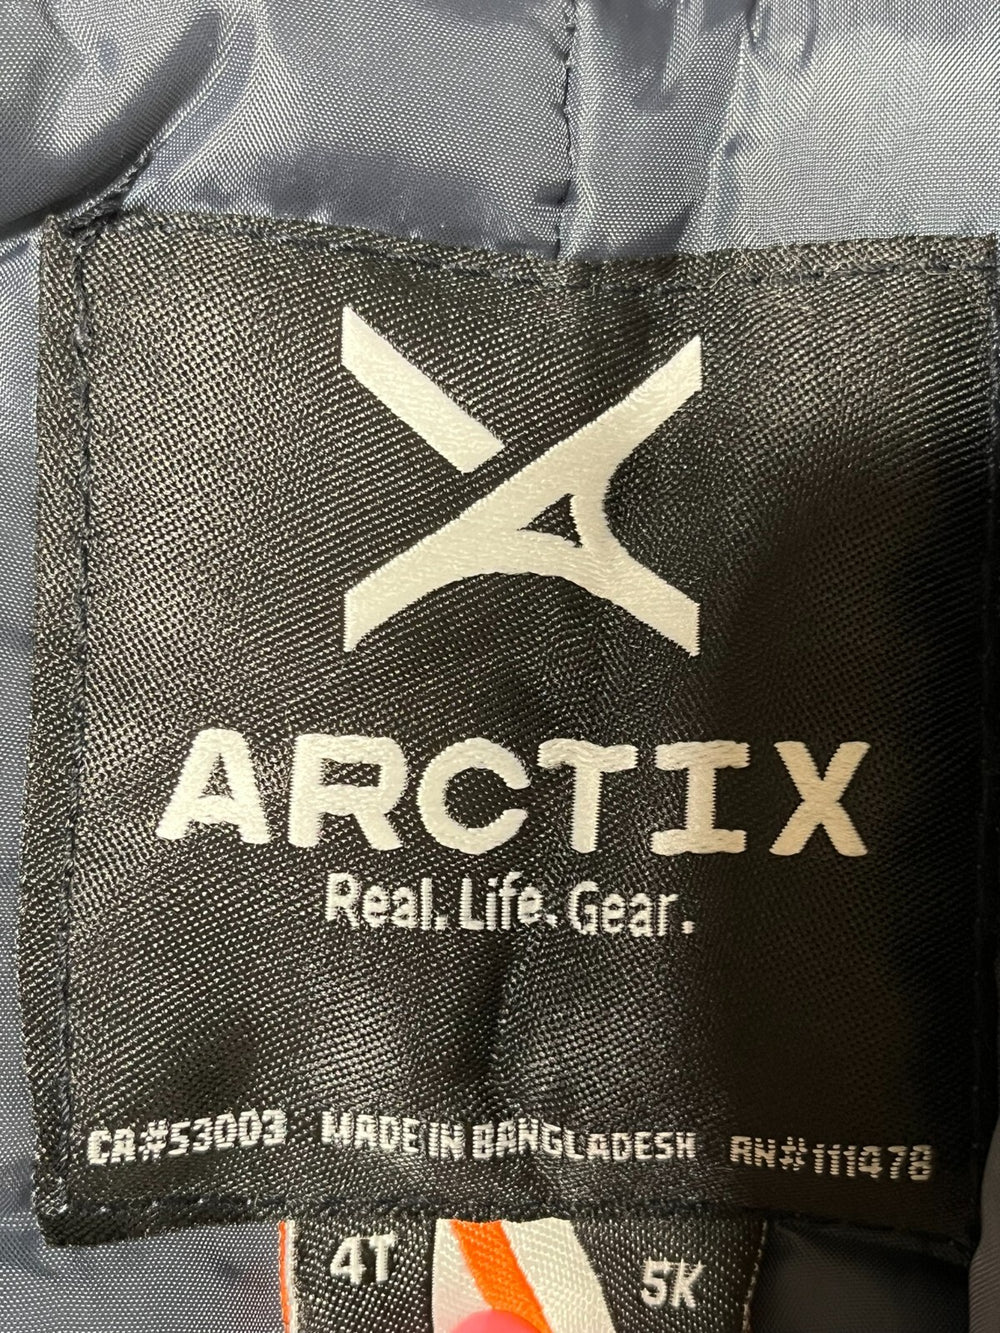 ARCTIX
Real. Life. Gear.
CA#53003 MADE IN BANGLADESH RN#111478
4T 5K